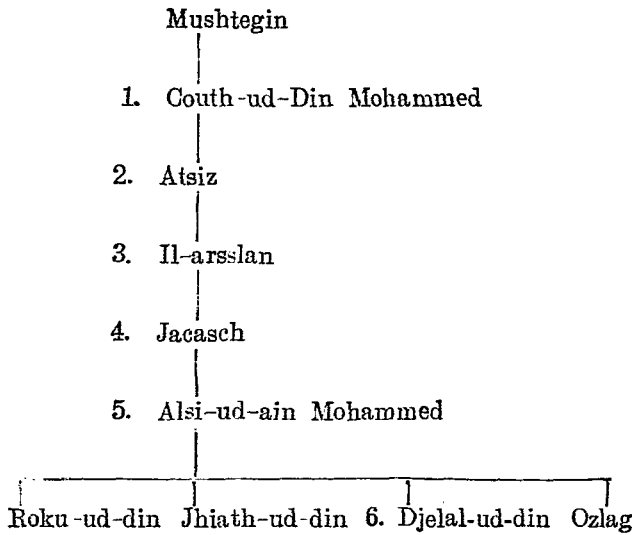 Mushtegin
1. Couth-ud-Din Mohammed
2. Atsiz
3. Il-arsslan
4. Jacasch
5. Alsi-ud-ain Mohammed
Roku-ud-din Jhiath-ud-din 6. Djelal-ud-din Ozlag